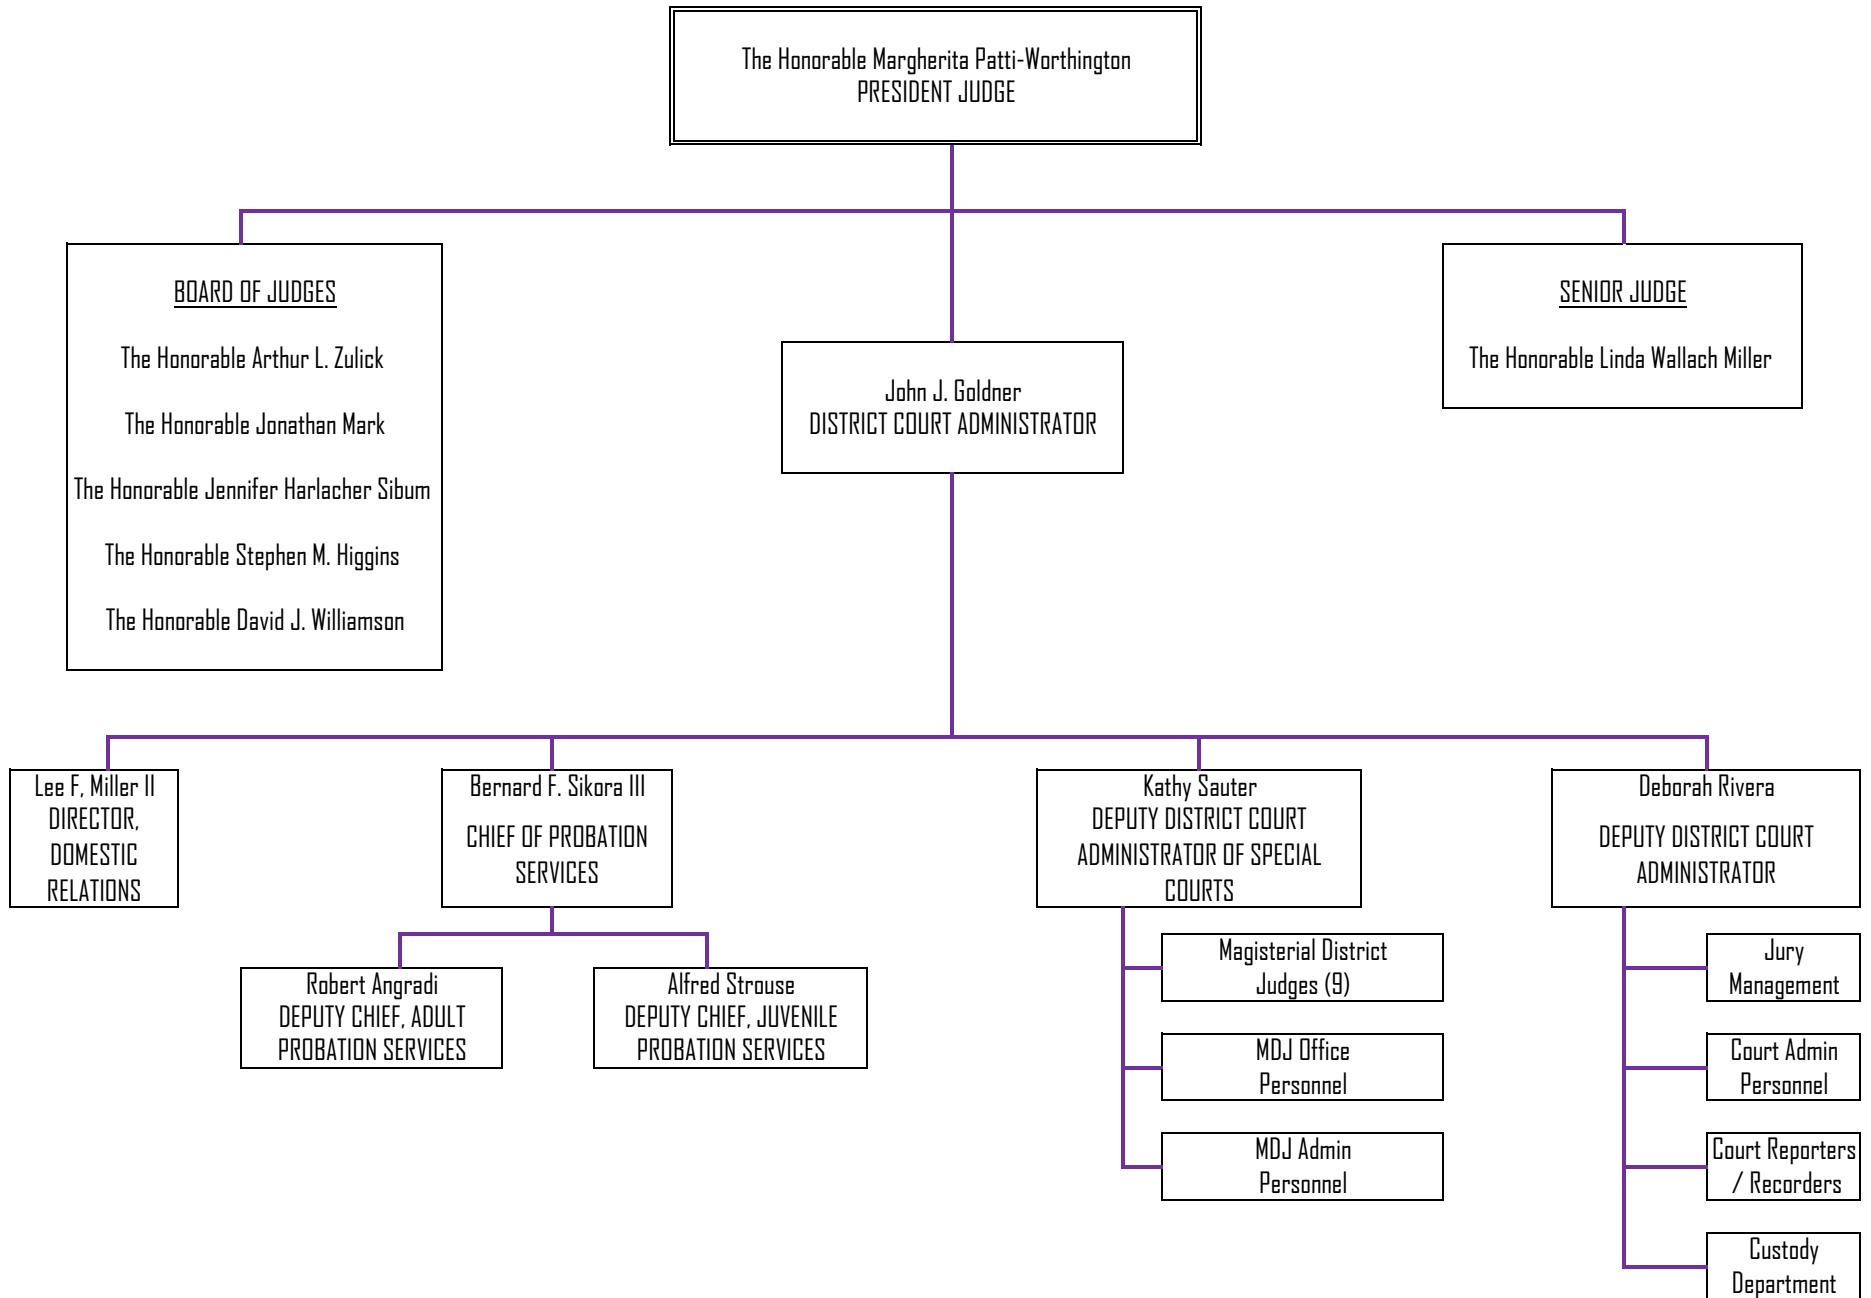 The Honorable Margherita Patti-Worthington
PRESIDENT JUDGE
BOARD OF JUDGES
The Honorable Arthur L. Zulick
The Honorable Jonathan Mark
The Honorable Jennifer Harlacher Sibum
The Honorable Stephen M. Higgins
The Honorable David J. Williamson
John J. Goldner
DISTRICT COURT ADMINISTRATOR
SENIOR JUDGE
The Honorable Linda Wallach Miller
Lee F, Miller II
DIRECTOR,
DOMESTIC
RELATIONS
Bernard F. Sikora III
CHIEF OF PROBATION
SERVICES
Robert Angradi
DEPUTY CHIEF, ADULT
PROBATION SERVICES
Alfred Strouse
DEPUTY CHIEF, JUVENILE
PROBATION SERVICES
Kathy Sauter
DEPUTY DISTRICT COURT
ADMINISTRATOR OF SPECIAL
COURTS
Magisterial District
Judges (9)
MDJ Office
Personnel
MDJ Admin
Personnel
Deborah Rivera
DEPUTY DISTRICT COURT
ADMINISTRATOR
Jury
Management
Court Admin
Personnel
Court Reporters
/ Recorders
Custody
Department